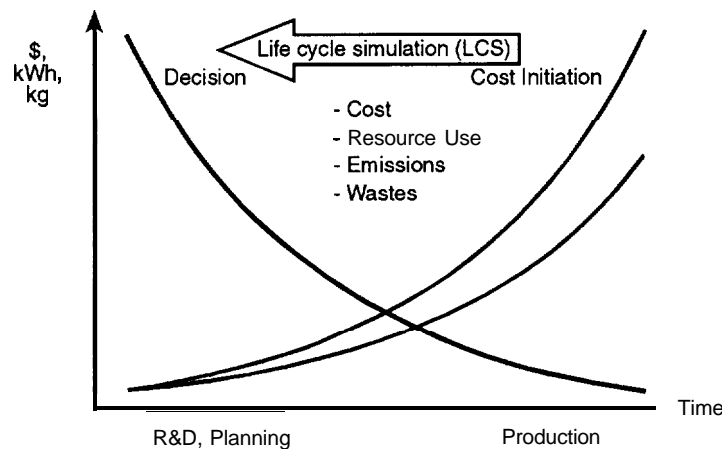 $,
kWh,
kg
Life cycle simulation (LCS)
Decision
Cost Initiation
- Cost
- Resource Use
- Emissions
- Wastes
Time
R&D, Planning
Production